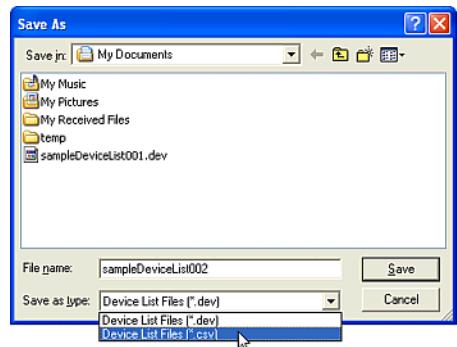 Save As
Save in: My Documents
My Music
My Pictures
My Received Files
temp
sampleDeviceList001.dev
File name: sampleDeviceList002 Save
Save as type: Device List Files (*.dev) Cancel
Device List Files (*.dev)
Device List Files (*.csv)